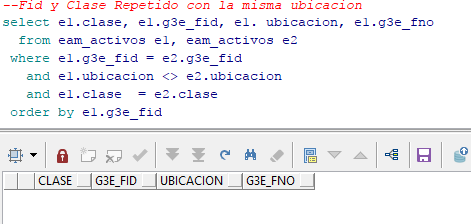 --Fid y Clase Repetido con la misma ubicacion
select e1.clase, e1.g3e_fid, e1. ubicacion, e1.g3e_fno
from eam_activos e1, eam_activos e2
where e1.g3e_fid = e2.g3e_fid
and e1.ubicacion <> e2.ubicacion
and e1.clase  = e2.clase
order by e1.g3e_fid
CLASE G3E_FID UBICACION G3E_FNO